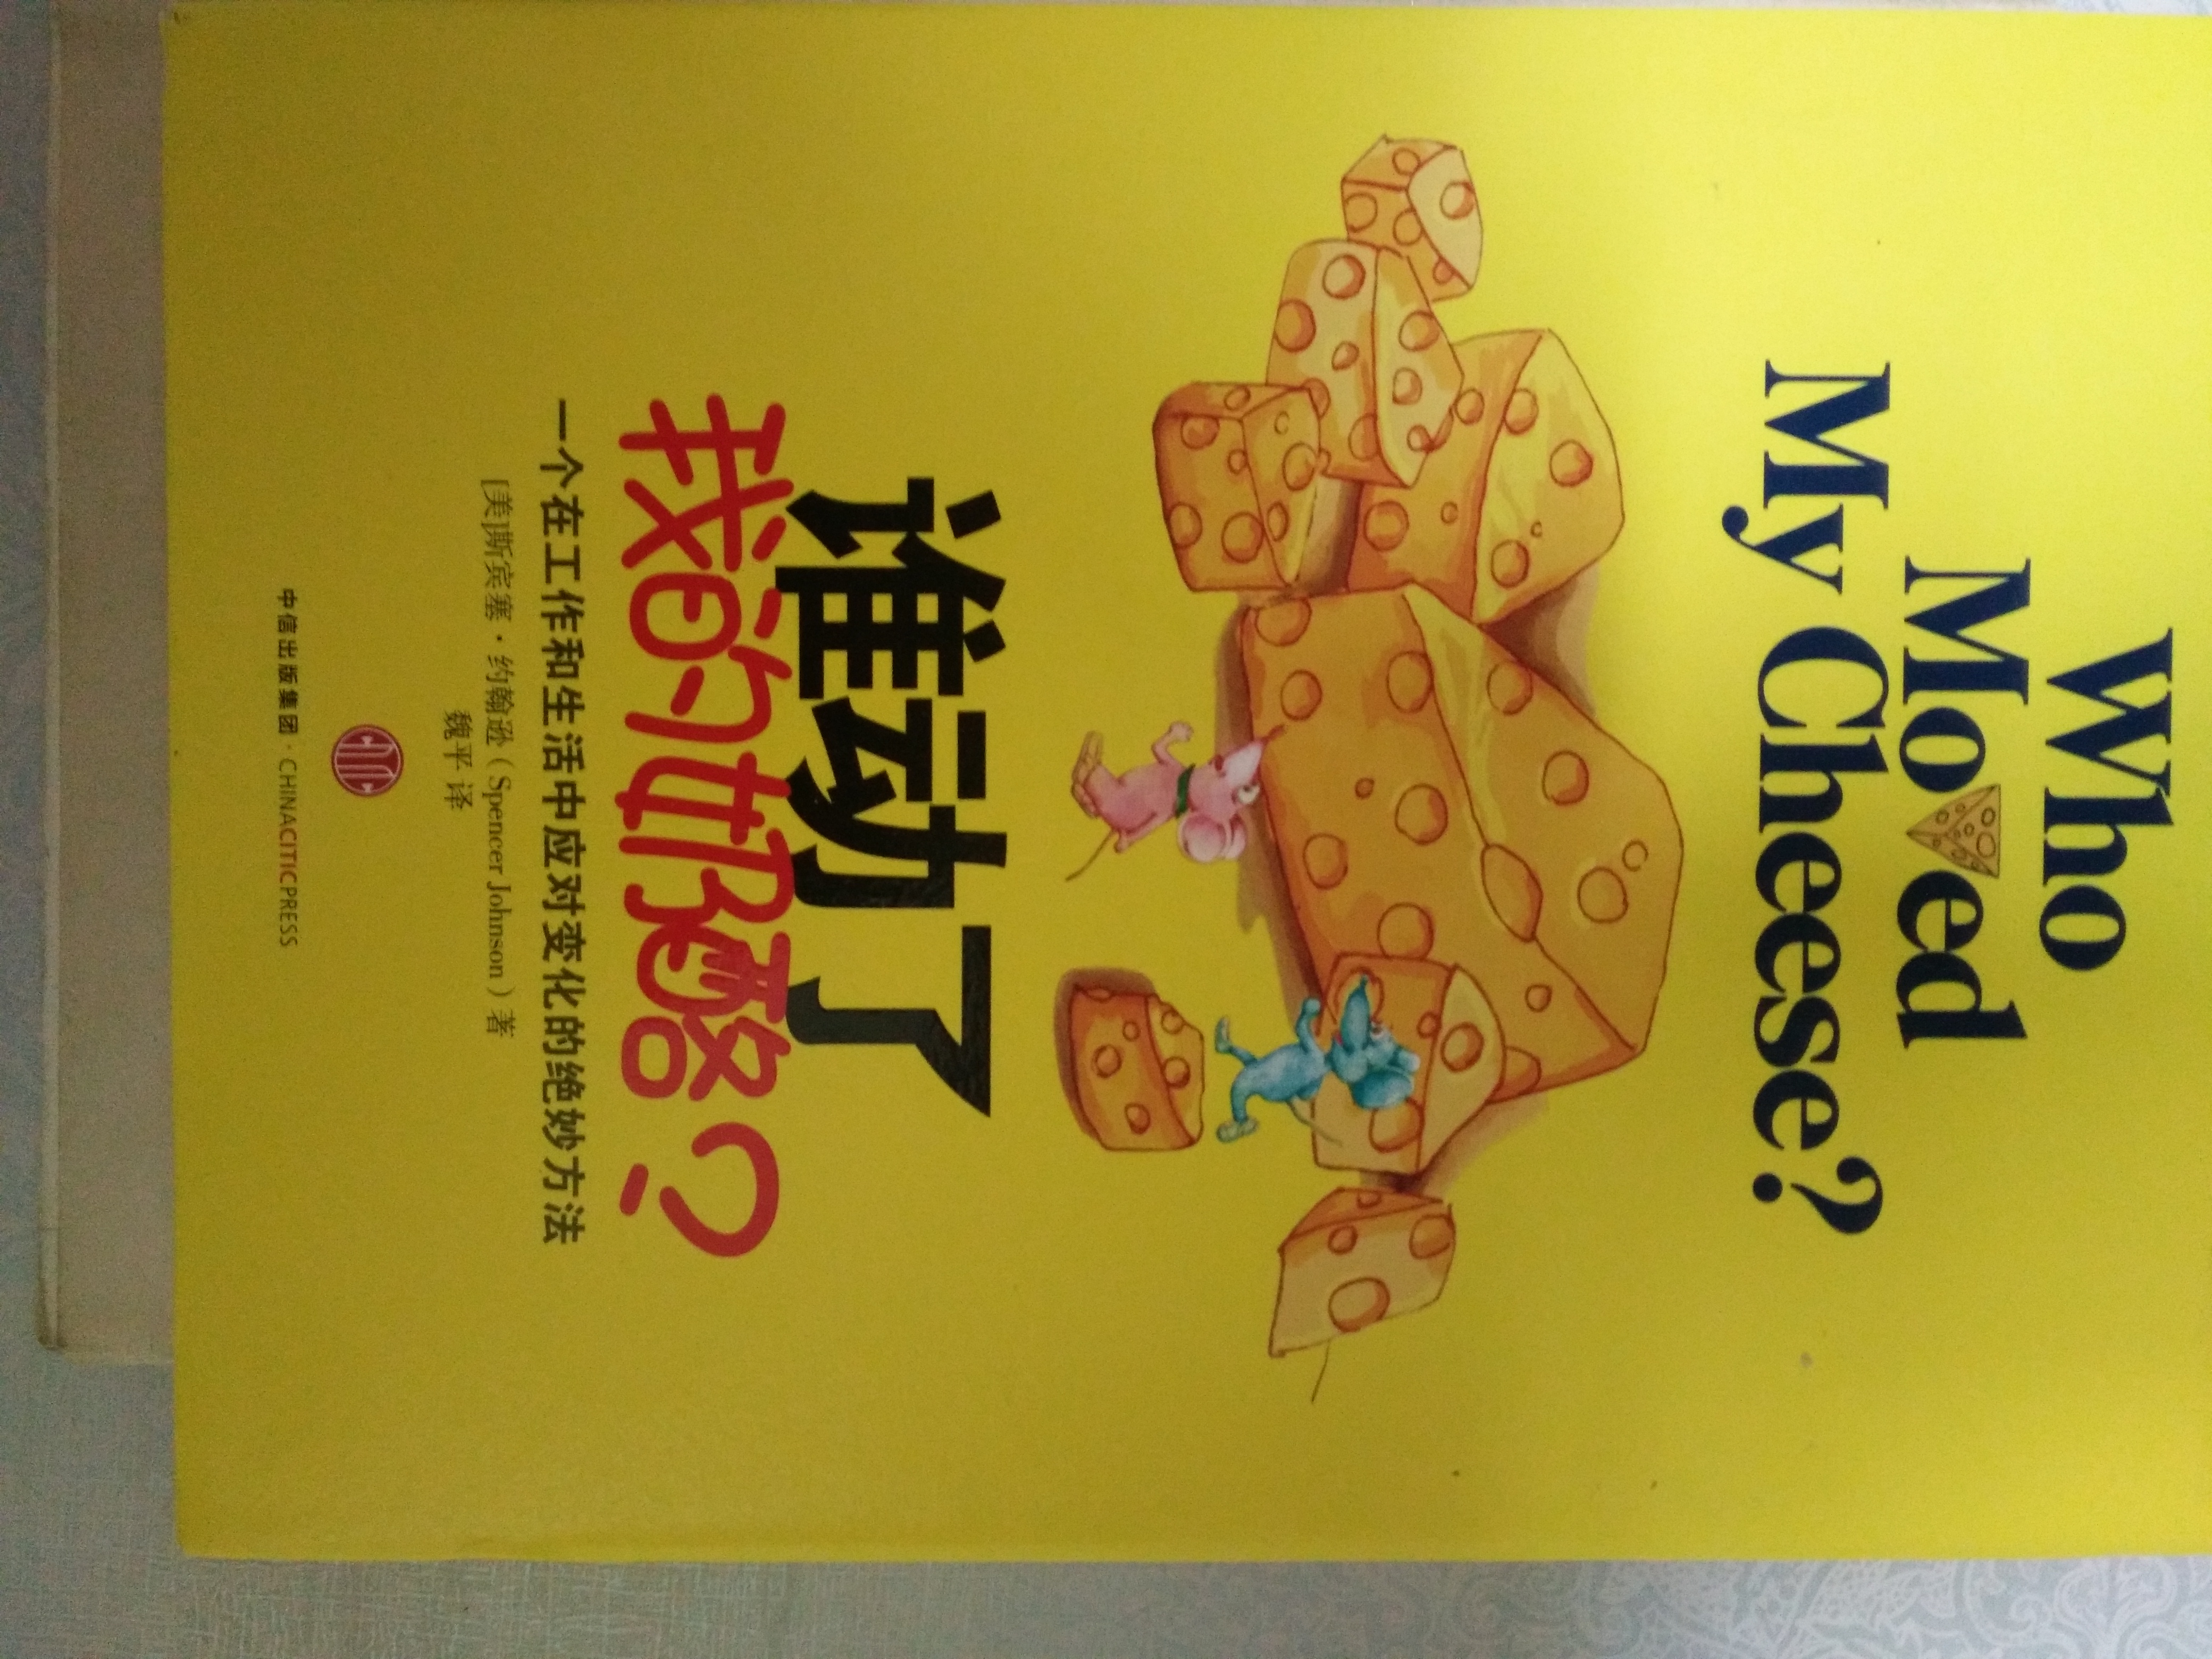 Who
Moved
My Cheese?
谁动了
我的奶酪?
一个在工作和生活中应对变化的绝妙方法
[美]斯宾塞·约翰逊（Spencer Johnson）著
魏平 译
中信出版集团·CHINACITICPRESS